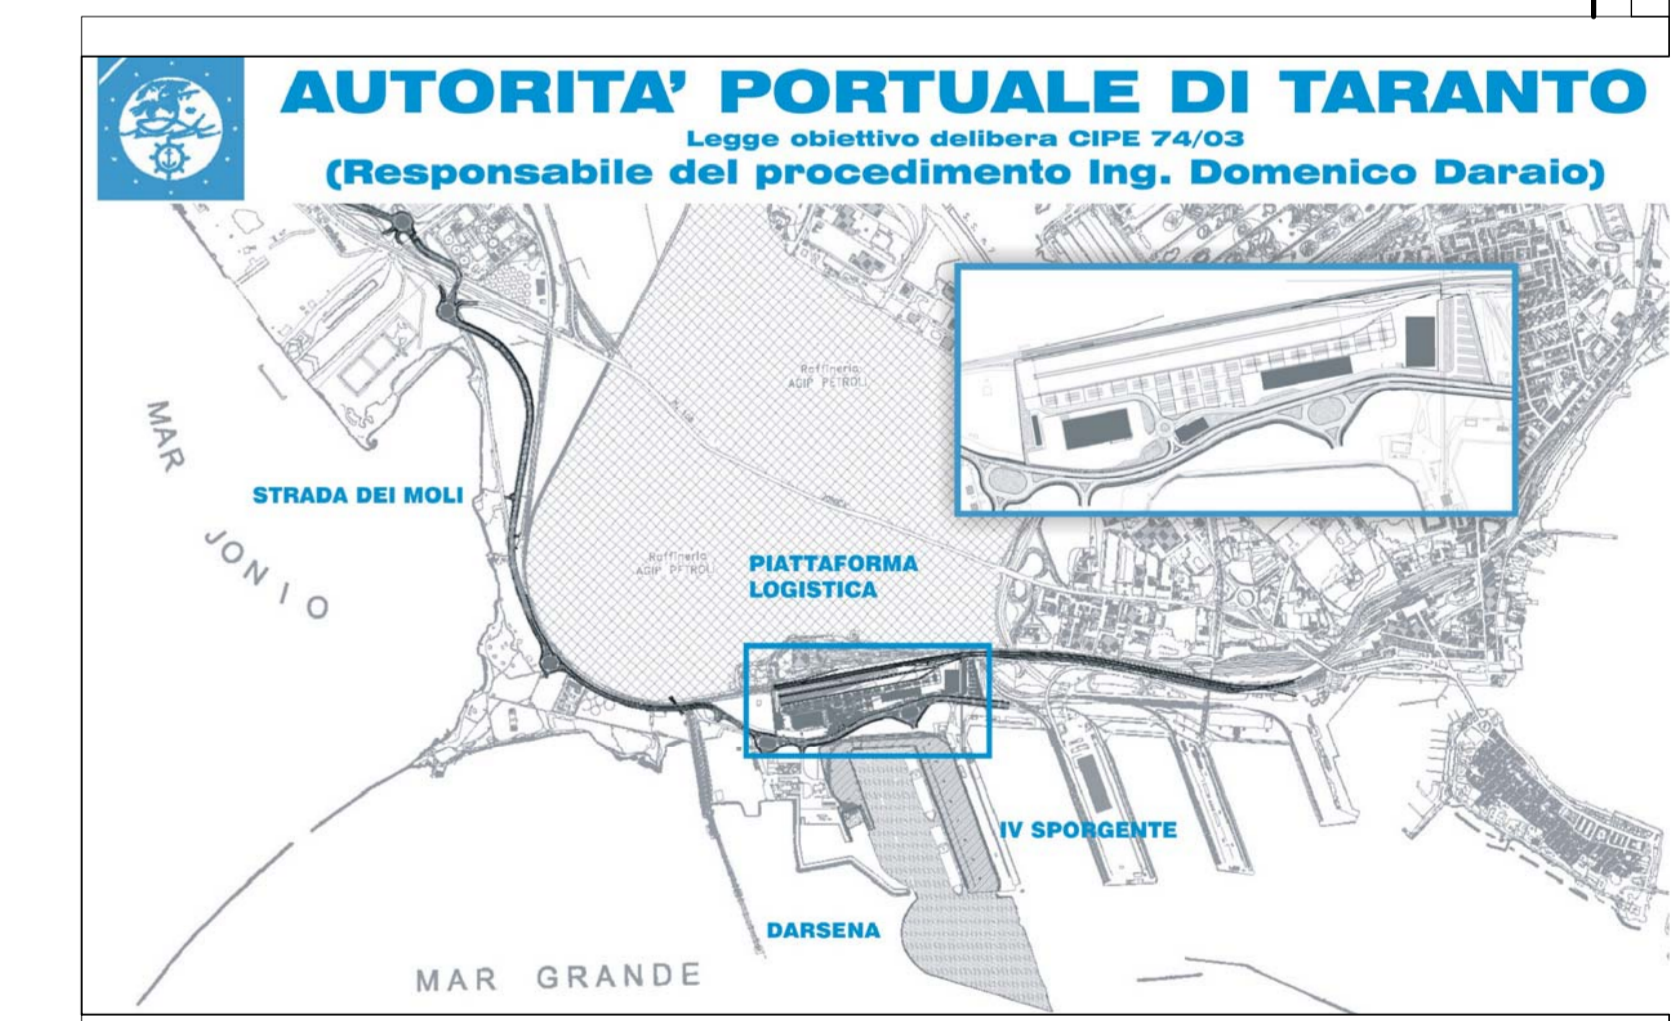 AUTORITA’ PORTUALE DI TARANTO
Legge obiettivo delibera CIPE 74/03
(Responsabile del procedimento Ing. Domenico Daraio)
Raffineria
AGIP PETROLI
MAR
JONIO
STRADA DEI MOLI
Raffineria
AGIP PETROLI
PIATTAFORMA
LOGISTICA
IV SPORGENTE
DARSENA
MAR GRANDE